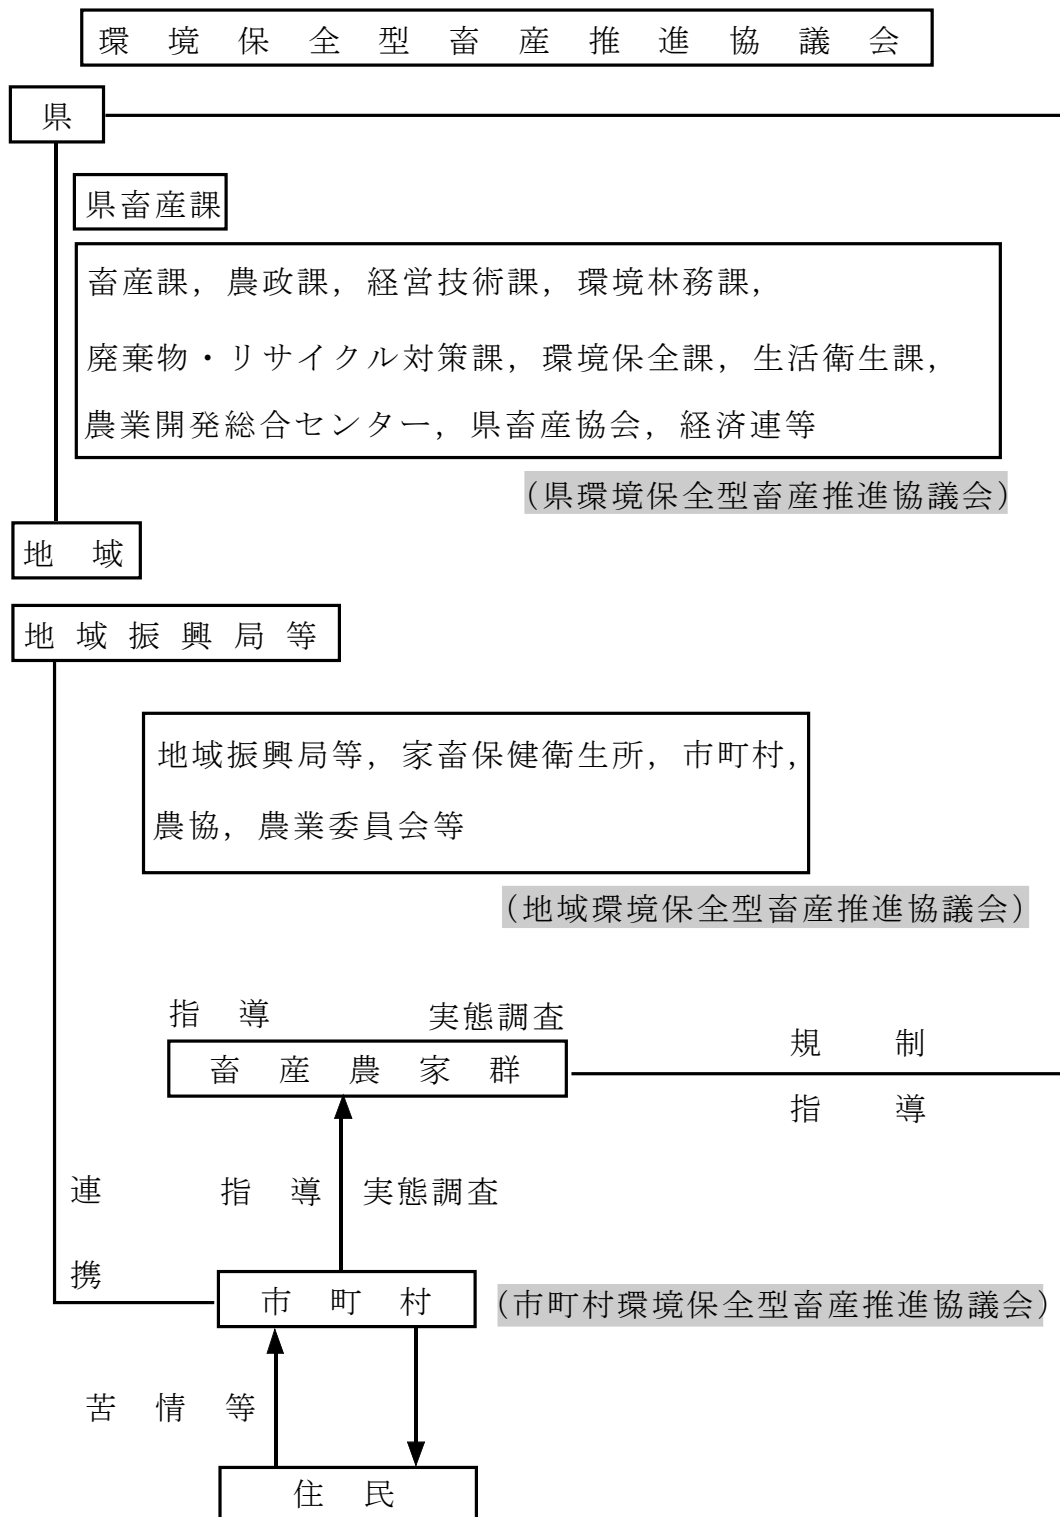 環境保全型畜産推進協議会
県
県畜産課
畜産課，農政課，経営技術課，環境林務課，
廃棄物・リサイクル対策課，環境保全課，生活衛生課，
農業開発総合センター，県畜産協会，経済連等
(県環境保全型畜産推進協議会)
地域
地域振興局等
地域振興局等，家畜保健衛生所，市町村，
農協，農業委員会等
(地域環境保全型畜産推進協議会)
指導 実態調査
畜産農家群
規制
指導
連携
指導 実態調査
市町村
(市町村環境保全型畜産推進協議会)
苦情等
住民